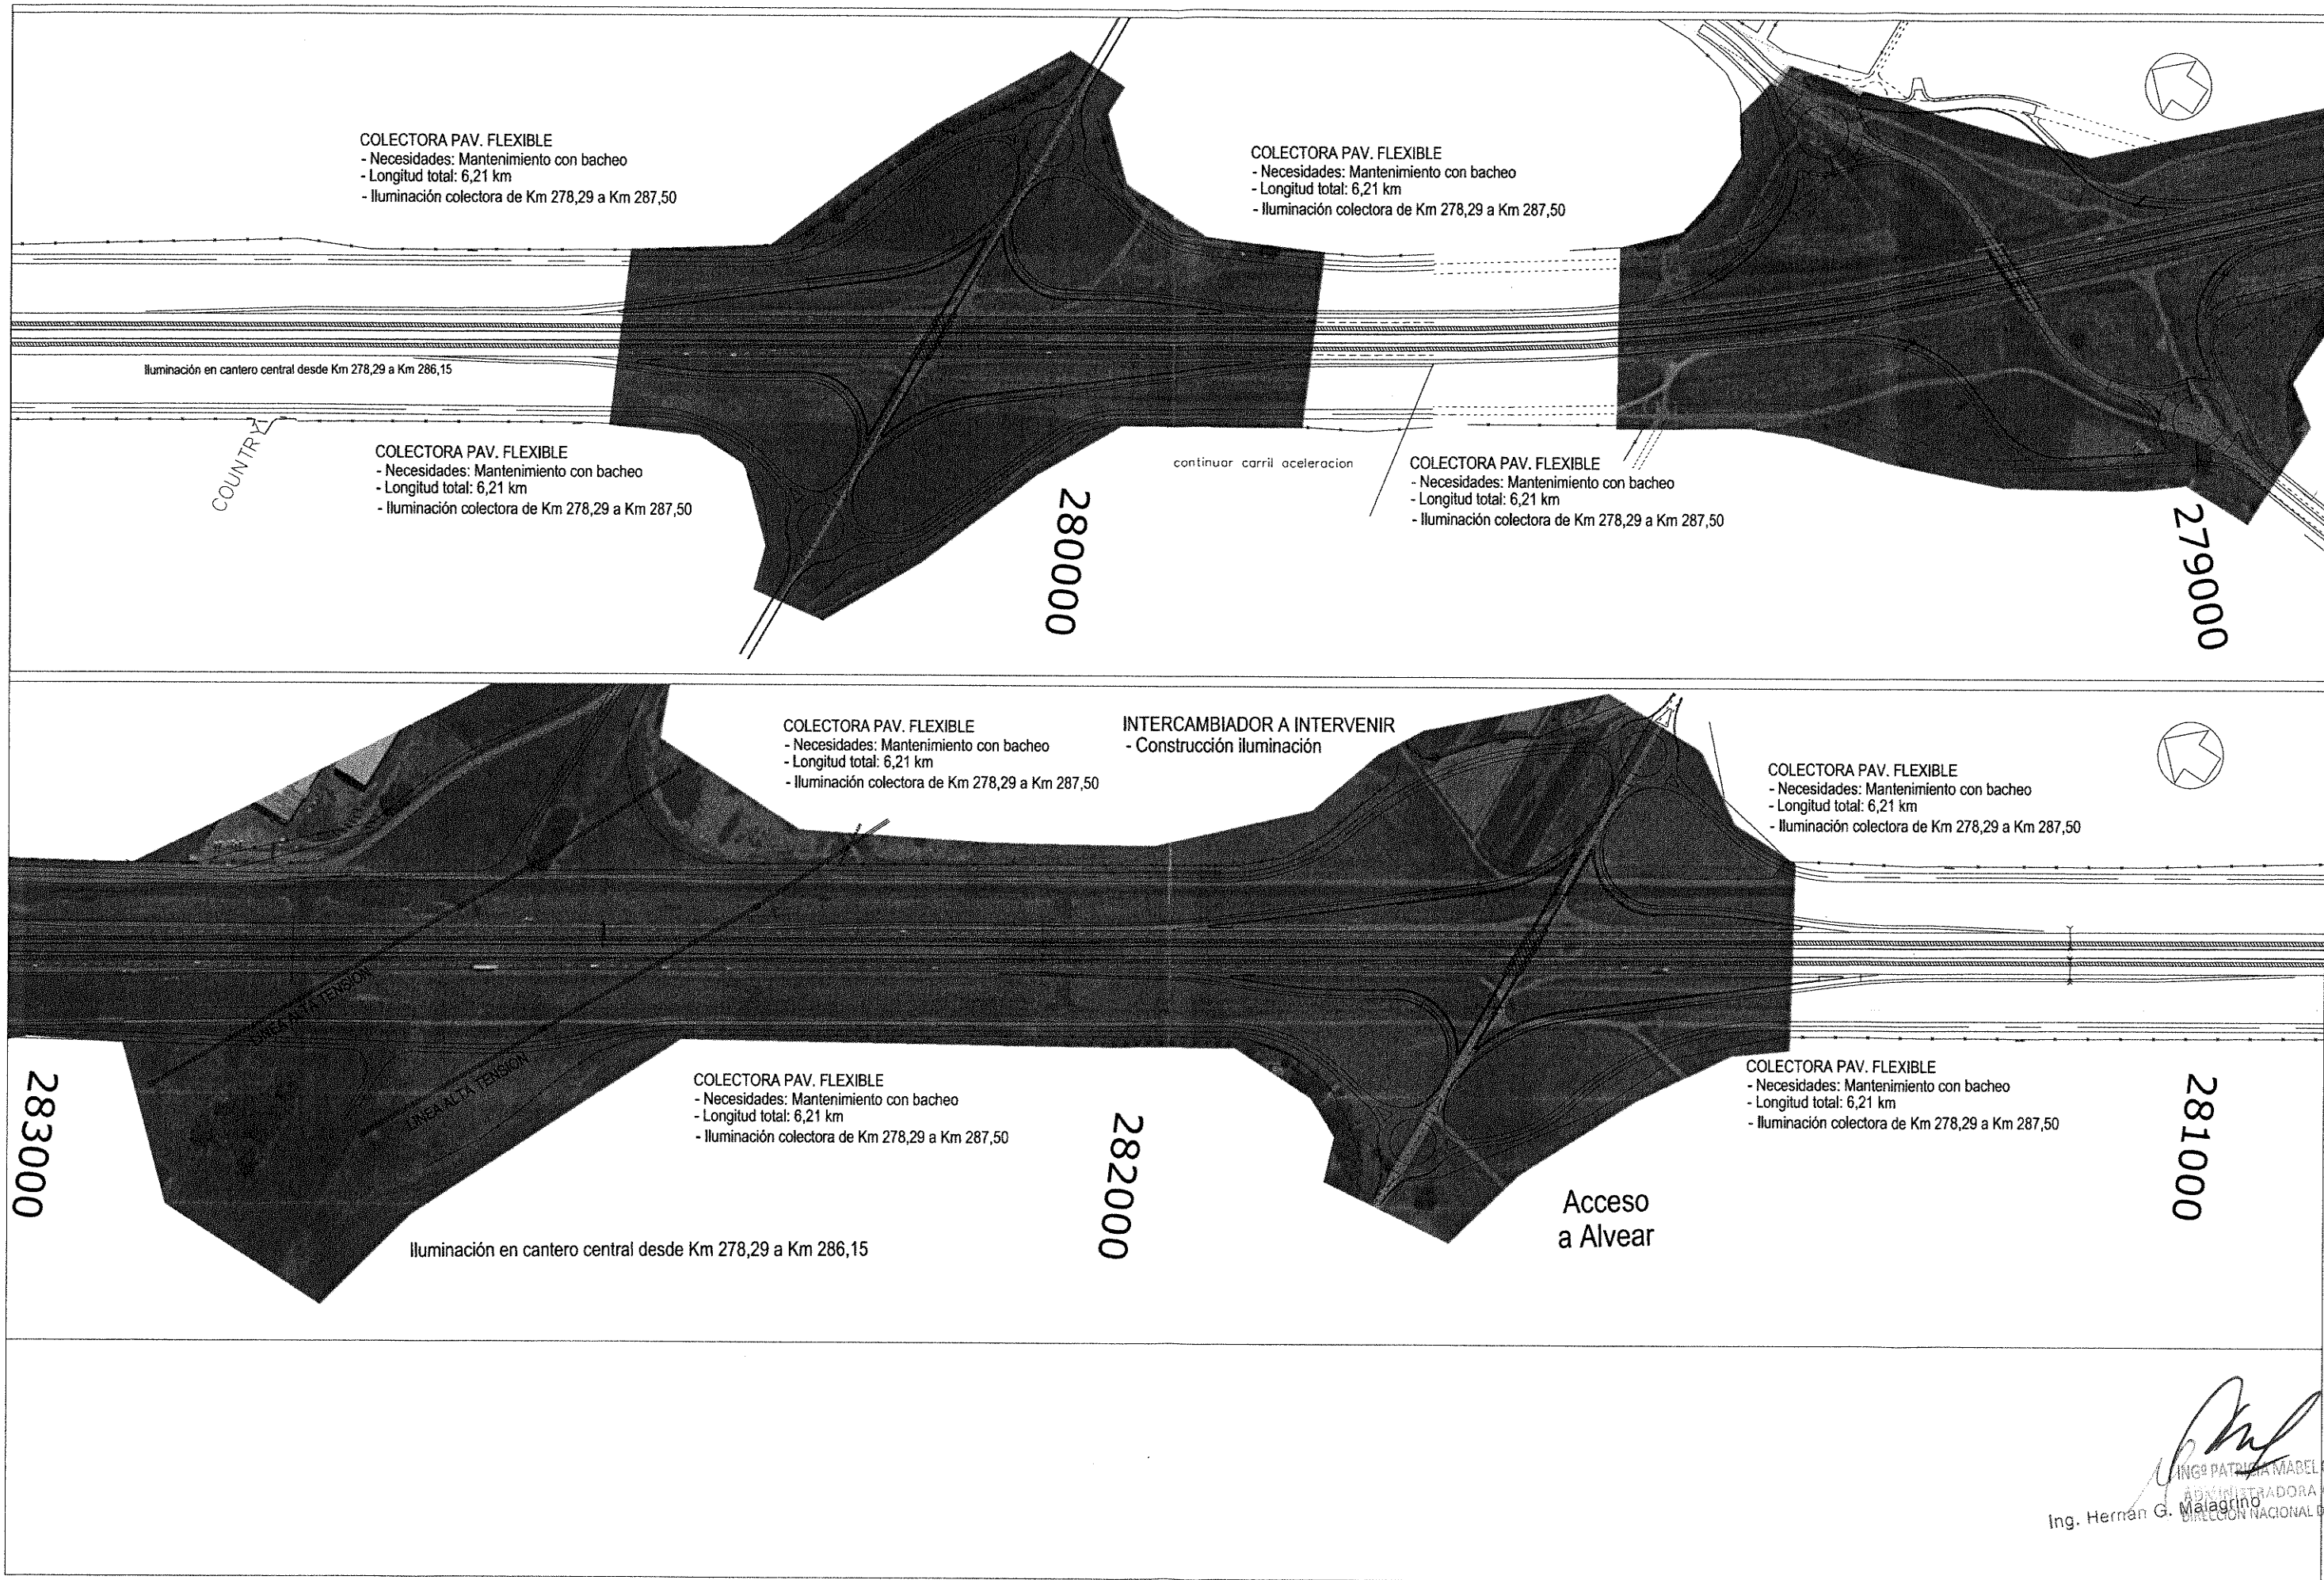 COLECTORA PAV. FLEXIBLE
- Necesidades: Mantenimiento con bacheo
- Longitud total: 6,21 km
- Iluminación colectora de Km 278,29 a Km 287,50
COLECTORA PAV. FLEXIBLE
- Necesidades: Mantenimiento con bacheo
- Longitud total: 6,21 km
- Iluminación colectora de Km 278,29 a Km 287,50
Iluminación en cantero central desde Km 278,29 a Km 286,15
COUNTRY
COLECTORA PAV. FLEXIBLE
- Necesidades: Mantenimiento con bacheo
- Longitud total: 6,21 km
- Iluminación colectora de Km 278,29 a Km 287,50
continuar carril aceleracion
COLECTORA PAV. FLEXIBLE
- Necesidades: Mantenimiento con bacheo
- Longitud total: 6,21 km
- Iluminación colectora de Km 278,29 a Km 287,50
280000
279000
COLECTORA PAV. FLEXIBLE
- Necesidades: Mantenimiento con bacheo
- Longitud total: 6,21 km
- Iluminación colectora de Km 278,29 a Km 287,50
INTERCAMBIADOR A INTERVENIR
- Construcción iluminación
COLECTORA PAV. FLEXIBLE
- Necesidades: Mantenimiento con bacheo
- Longitud total: 6,21 km
- Iluminación colectora de Km 278,29 a Km 287,50
LINEA ALTA TENSION
LINEA ALTA TENSION
COLECTORA PAV. FLEXIBLE
- Necesidades: Mantenimiento con bacheo
- Longitud total: 6,21 km
- Iluminación colectora de Km 278,29 a Km 287,50
COLECTORA PAV. FLEXIBLE
- Necesidades: Mantenimiento con bacheo
- Longitud total: 6,21 km
- Iluminación colectora de Km 278,29 a Km 287,50
283000
282000
281000
Acceso
a Alvear
Iluminación en cantero central desde Km 278,29 a Km 286,15
INGº PATRICIA MABEL
ADMINISTRADORA
DIRECCIÓN NACIONAL D
Ing. Hernán G. Malagrino